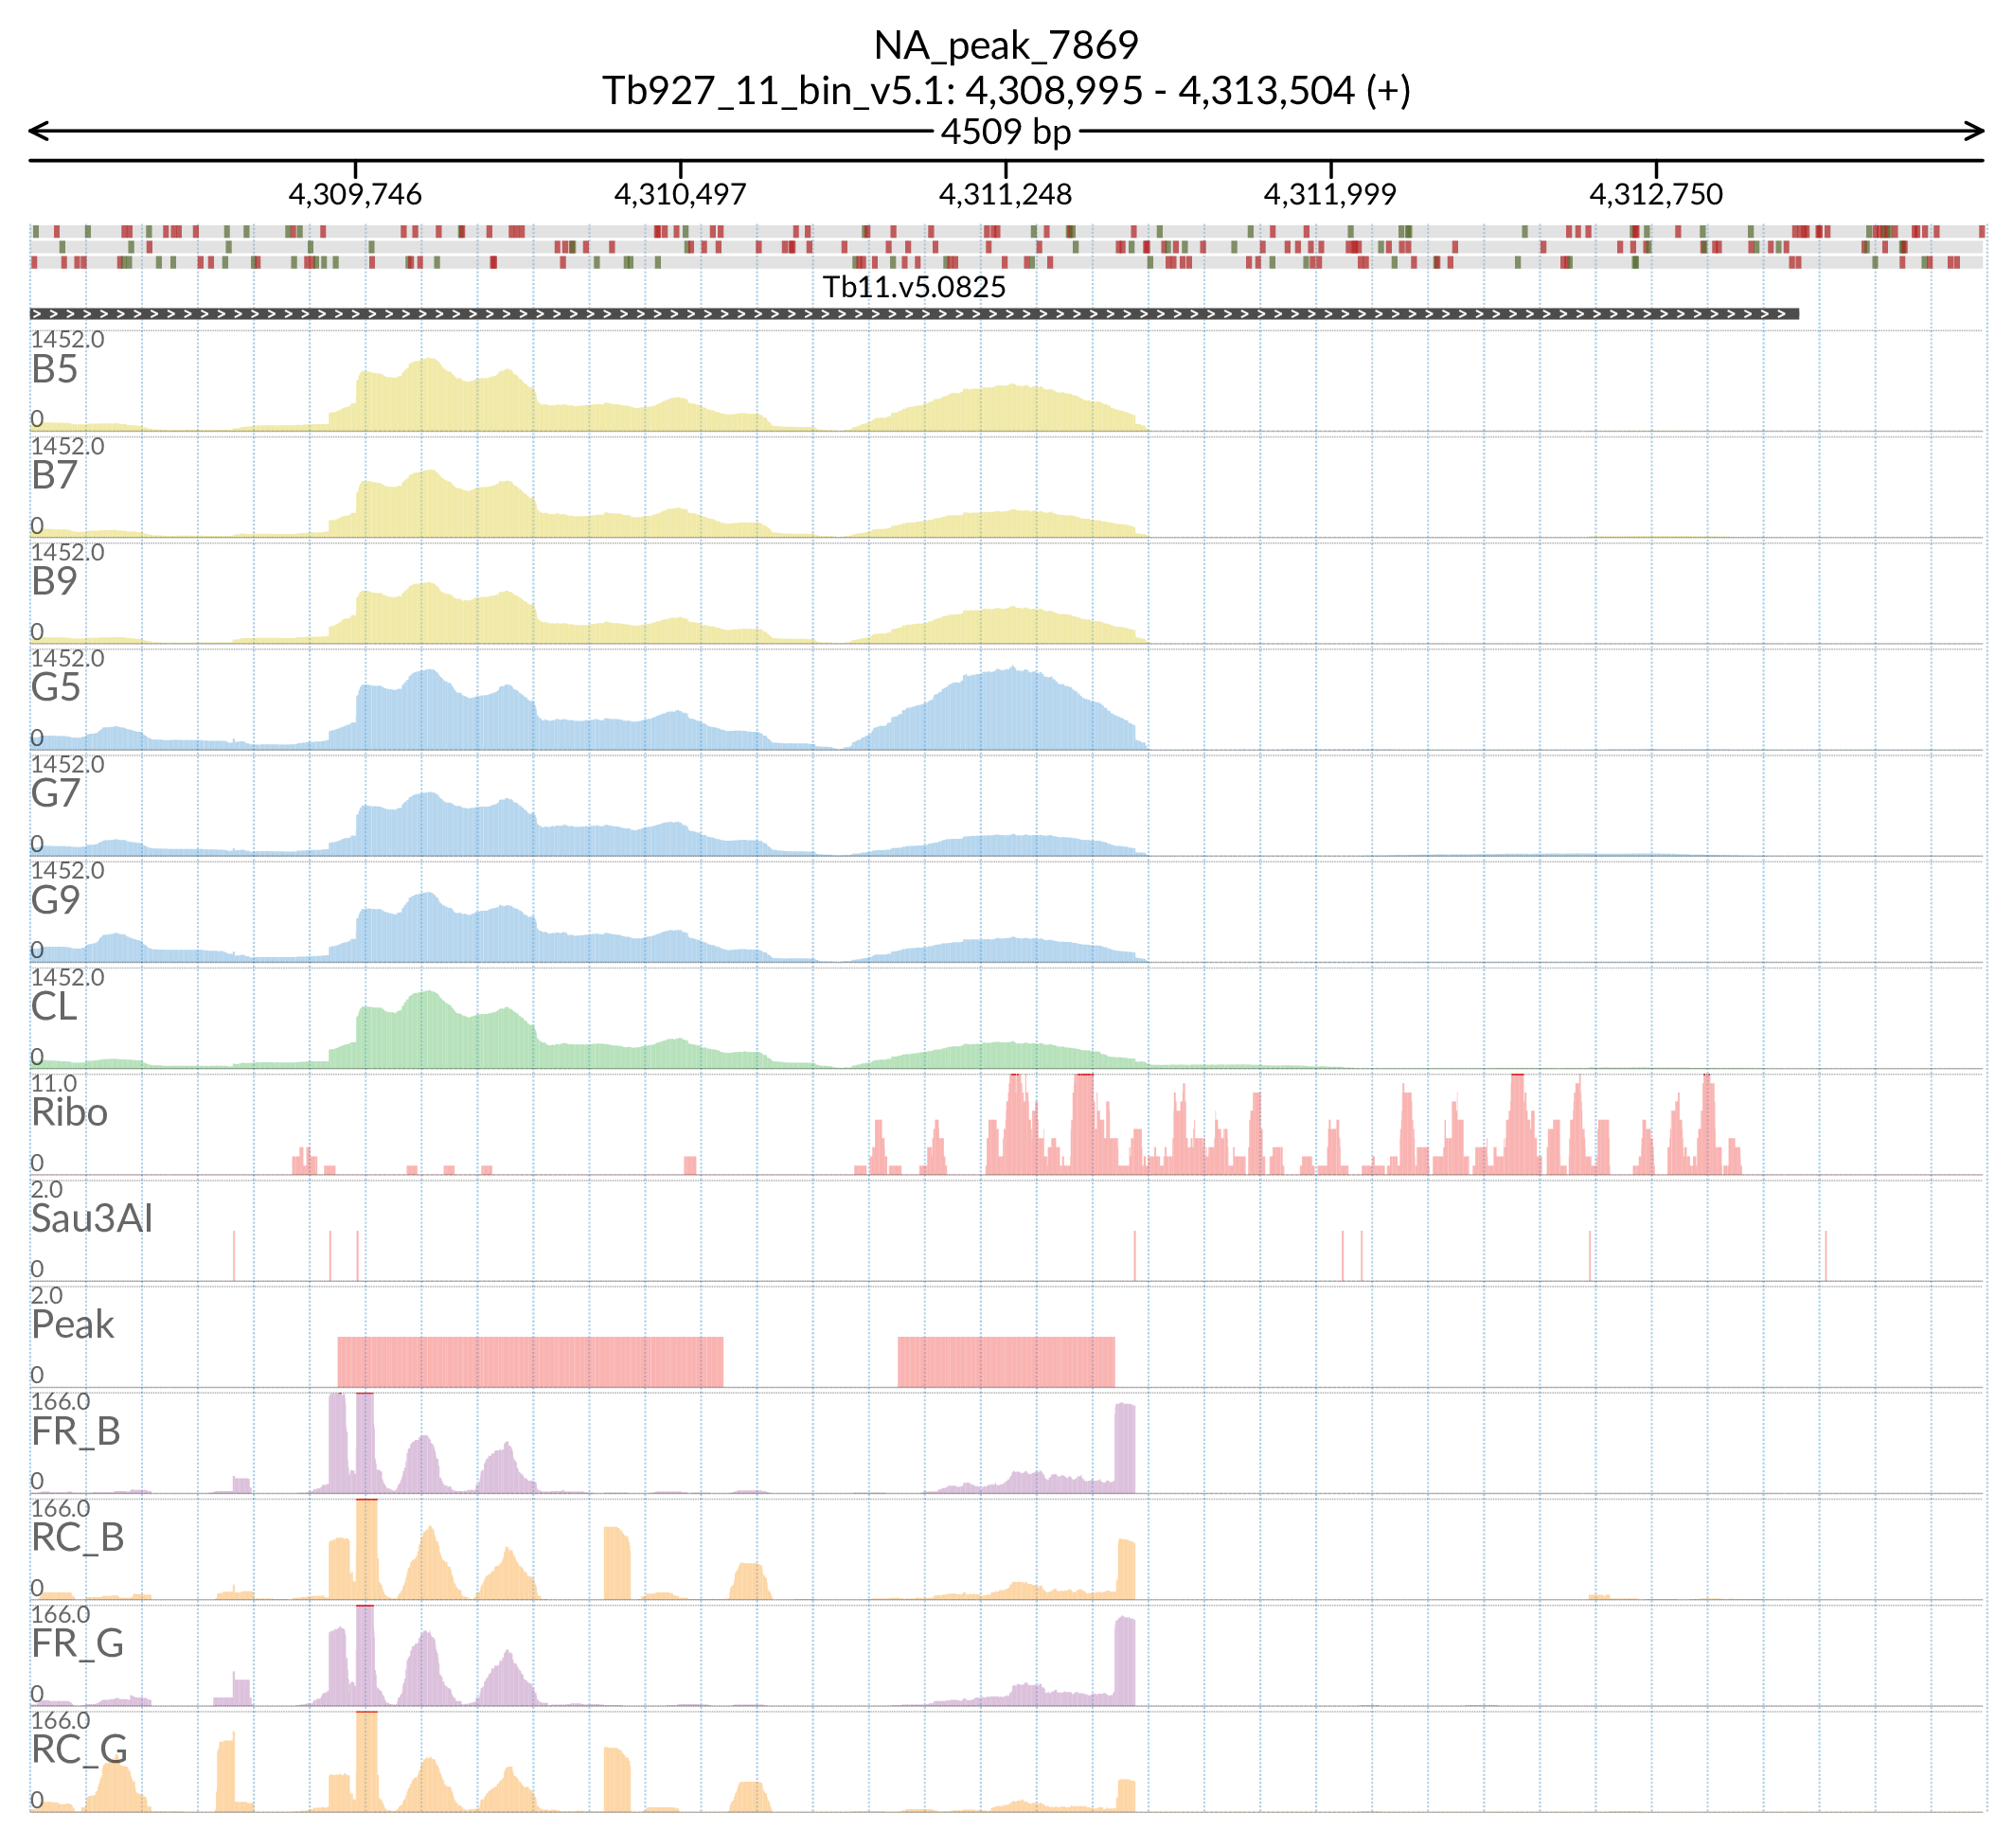 NA_peak_7869
Tb927_11_bin_v5.1: 4,308,995 - 4,313,504 (+)
4509 bp
4,309,746 4,310,497 4,311,248 4,311,999 4,312,750
Tb11.v5.0825
1452.0
B5
0
1452.0
B7
0
1452.0
B9
0
1452.0
G5
0
1452.0
G7
0
1452.0
G9
0
1452.0
CL
0
11.0
Ribo
0
2.0
Sau3AI
0
2.0
Peak
0
166.0
FR_B
0
166.0
RC_B
0
166.0
FR_G
0
166.0
RC_G
0